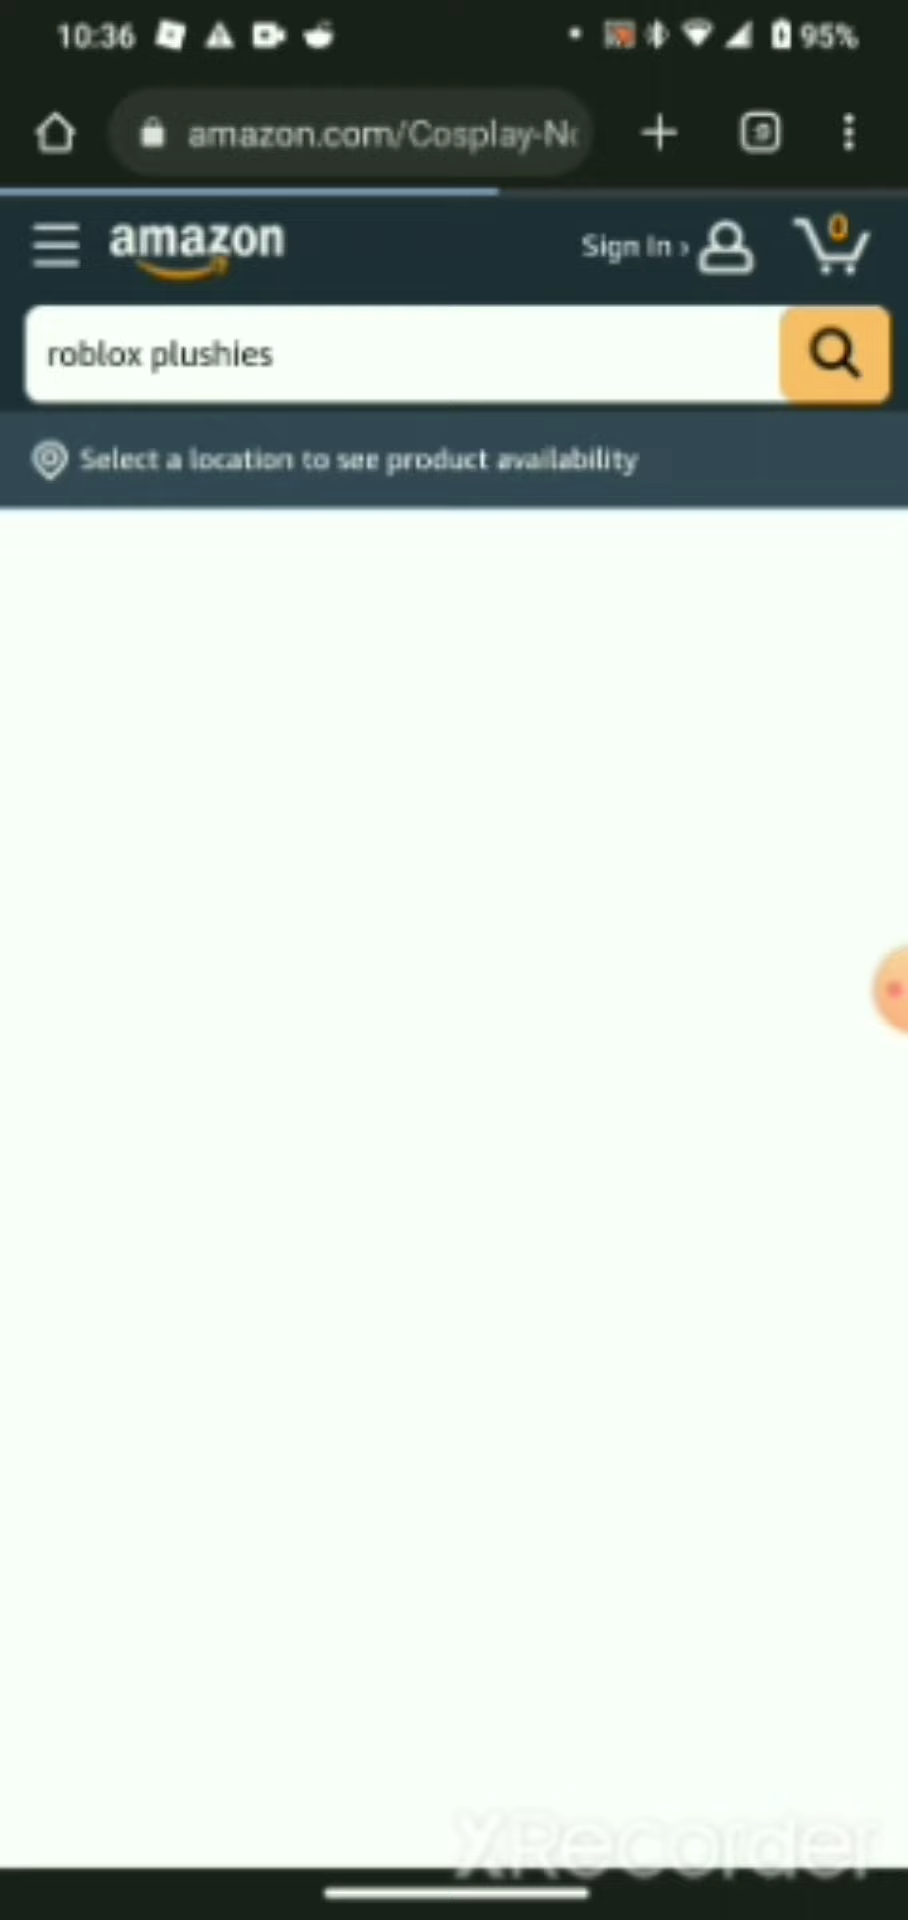 10:36
95%
amazon.com/Cosplay-No
amazon
Sign In ›
0
roblox plushies
Select a location to see product availability
XRecorder